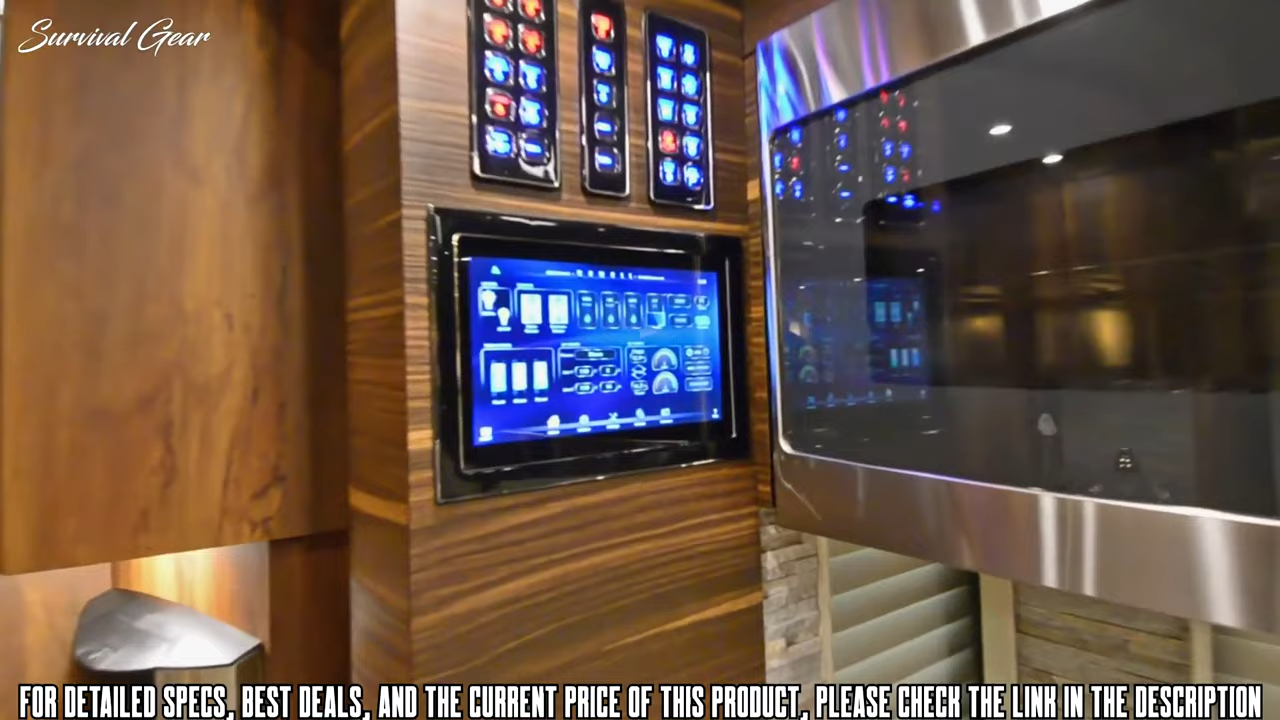 Survival Gear
FOR DETAILED SPECS, BEST DEALS, AND THE CURRENT PRICE OF THIS PRODUCT, PLEASE CHECK THE LINK IN THE DESCRIPTION